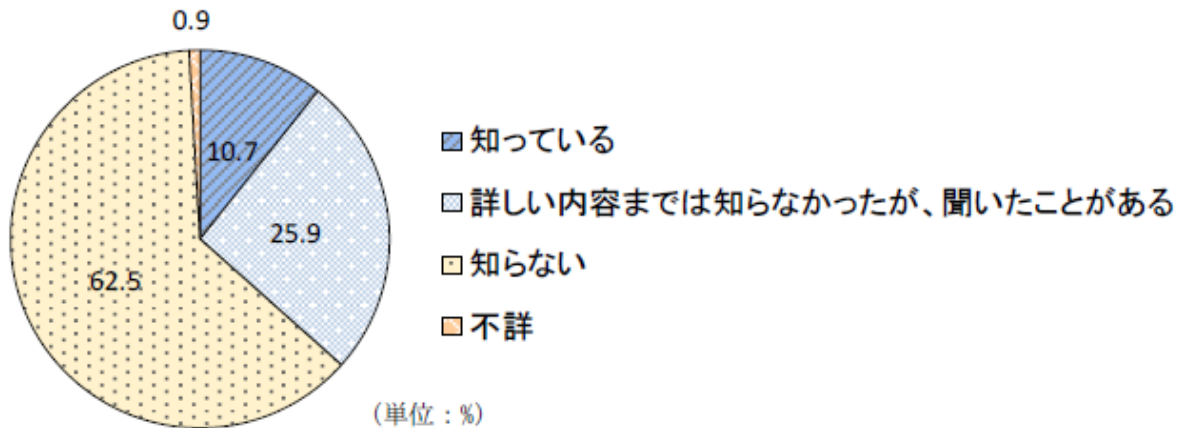 0.9
10.7
25.9
62.5
知っている
詳しい内容までは知らなかったが、聞いたことがある
知らない
不詳
(単位：%)